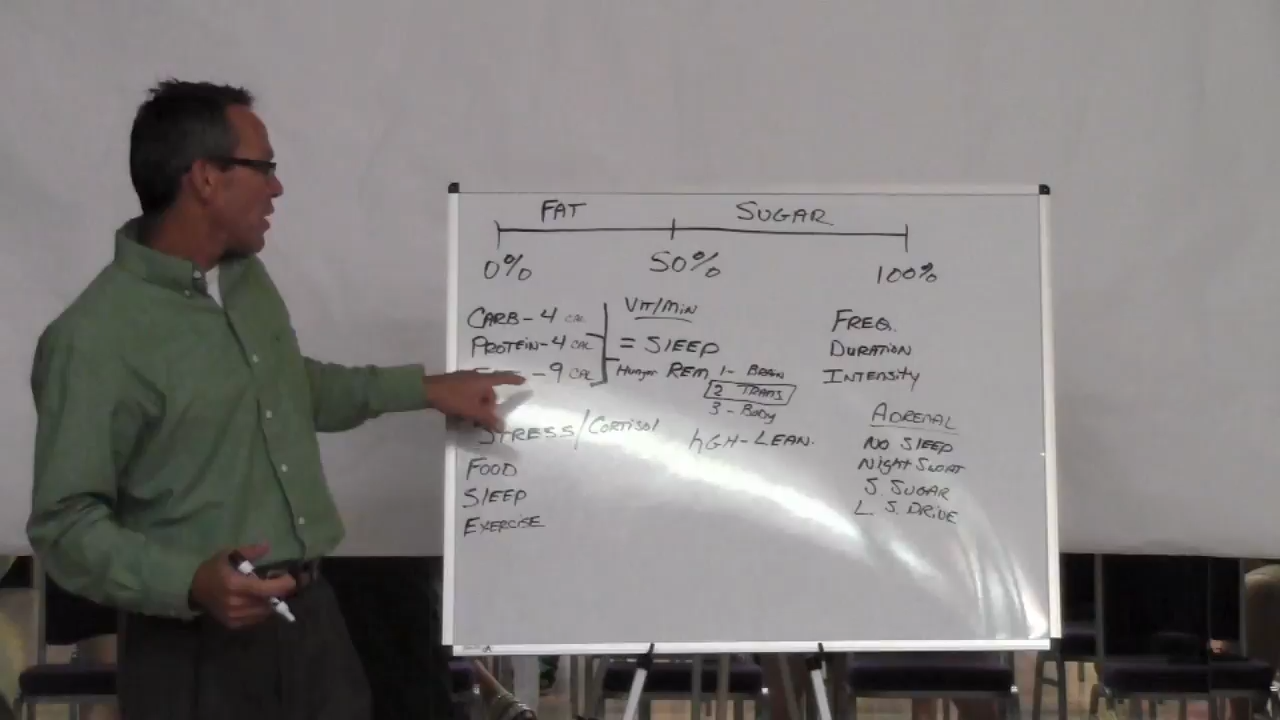 FAT SUGAR
0% 50% 100%
CARB-4 CAL
PROTEIN-4 CAL
-9 CAL
VIT/MIN
= SLEEP
Hunger REM 1- BRAIN
2 TRANS
3 - Body
STRESS/CORTISOL
hGH-LEAN.
FOOD
SLEEP
EXERCISE
FREQ.
DURATION
INTENSITY
ADRENAL
NO SLEEP
Night SWEAT
S. SUGAR
L S. DRIVE